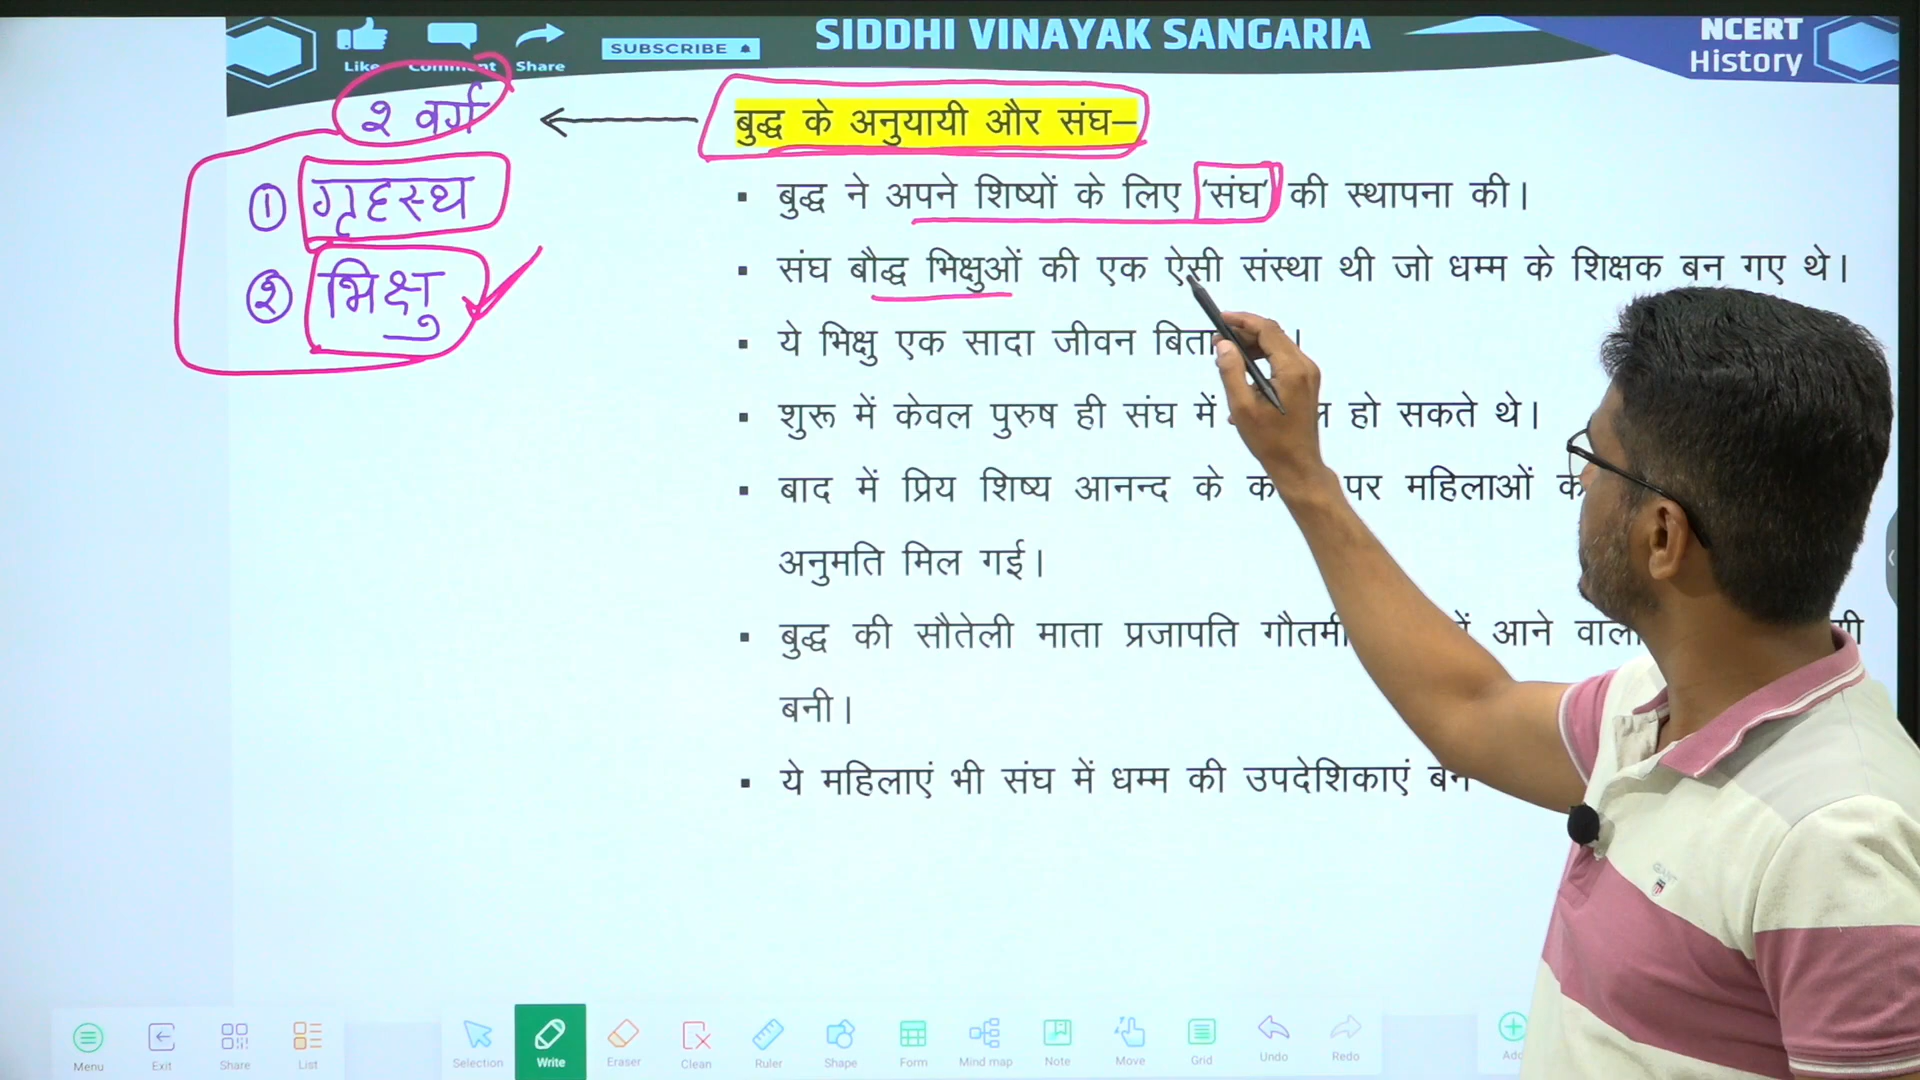 SIDDHI VINAYAK SANGARIA
NCERT
History
Like Comment Share
SUBSCRIBE
२ वर्ग
① गृहस्थ
② भिक्षु
बुद्ध के अनुयायी और संघ–
▪ बुद्ध ने अपने शिष्यों के लिए 'संघ' की स्थापना की।
▪ संघ बौद्ध भिक्षुओं की एक ऐसी संस्था थी जो धम्म के शिक्षक बन गए थे।
▪ ये भिक्षु एक सादा जीवन
▪ शुरू में केवल पुरुष ही संघ में हो सकते थे।
▪ बाद में प्रिय शिष्य आनन्द के पर महिलाओं
अनुमति मिल गई।
▪ बुद्ध की सौतेली माता प्रजापति गौतमी आने
बनी।
▪ ये महिलाएं भी संघ में धम्म की उपदेशिकाएं
Menu Exit Share List Selection Write Eraser Clean Ruler Shape Form Mind map Note Move Grid Undo Redo Add
GANT